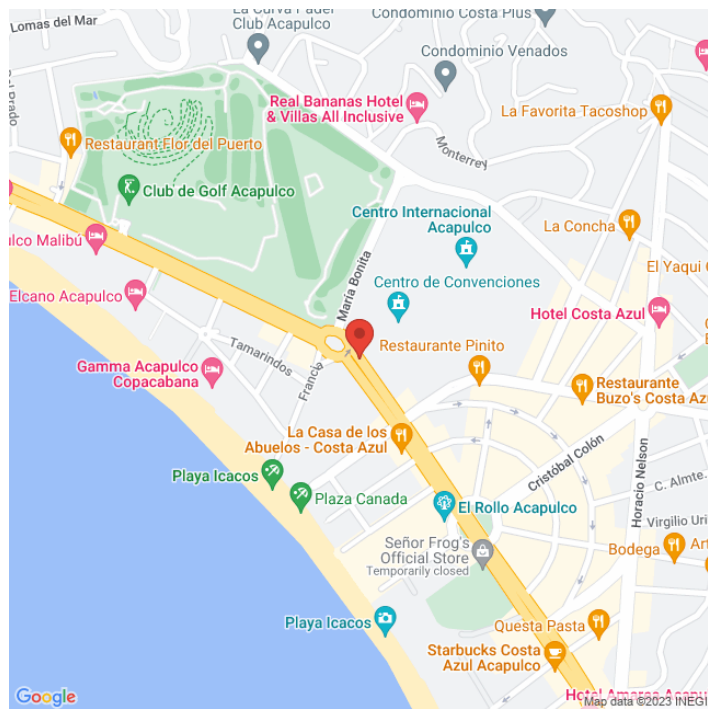 Lomas del Mar
La Curva Padel
Club Acapulco
Condominio Costa Plus
Condominio Venados
Real Bananas Hotel
& Villas All Inclusive
La Favorita Tacoshop
Monterrey
Restaurant Flor del Puerto
Club de Golf Acapulco
Centro Internacional
Acapulco
La Concha
María Bonita
ulco Malibú
El Yaqui
Centro de Convenciones
Elcano Acapulco
Hotel Costa Azul
Tamarindos
Restaurante Pinito
Gamma Acapulco
Copacabana
Restaurante
Buzo's Costa Azul
La Casa de los
Abuelos - Costa Azul
Cristóbal Colón
Horacio Nelson
Playa Icacos
C. Almte.
Plaza Canada
El Rollo Acapulco
Virgilio Uri
Señor Frog's
Official Store
Temporarily closed
Bodega
Art
Playa Icacos
Questa Pasta
Starbucks Costa
Azul Acapulco
Google
Map data ©2023 INEGI